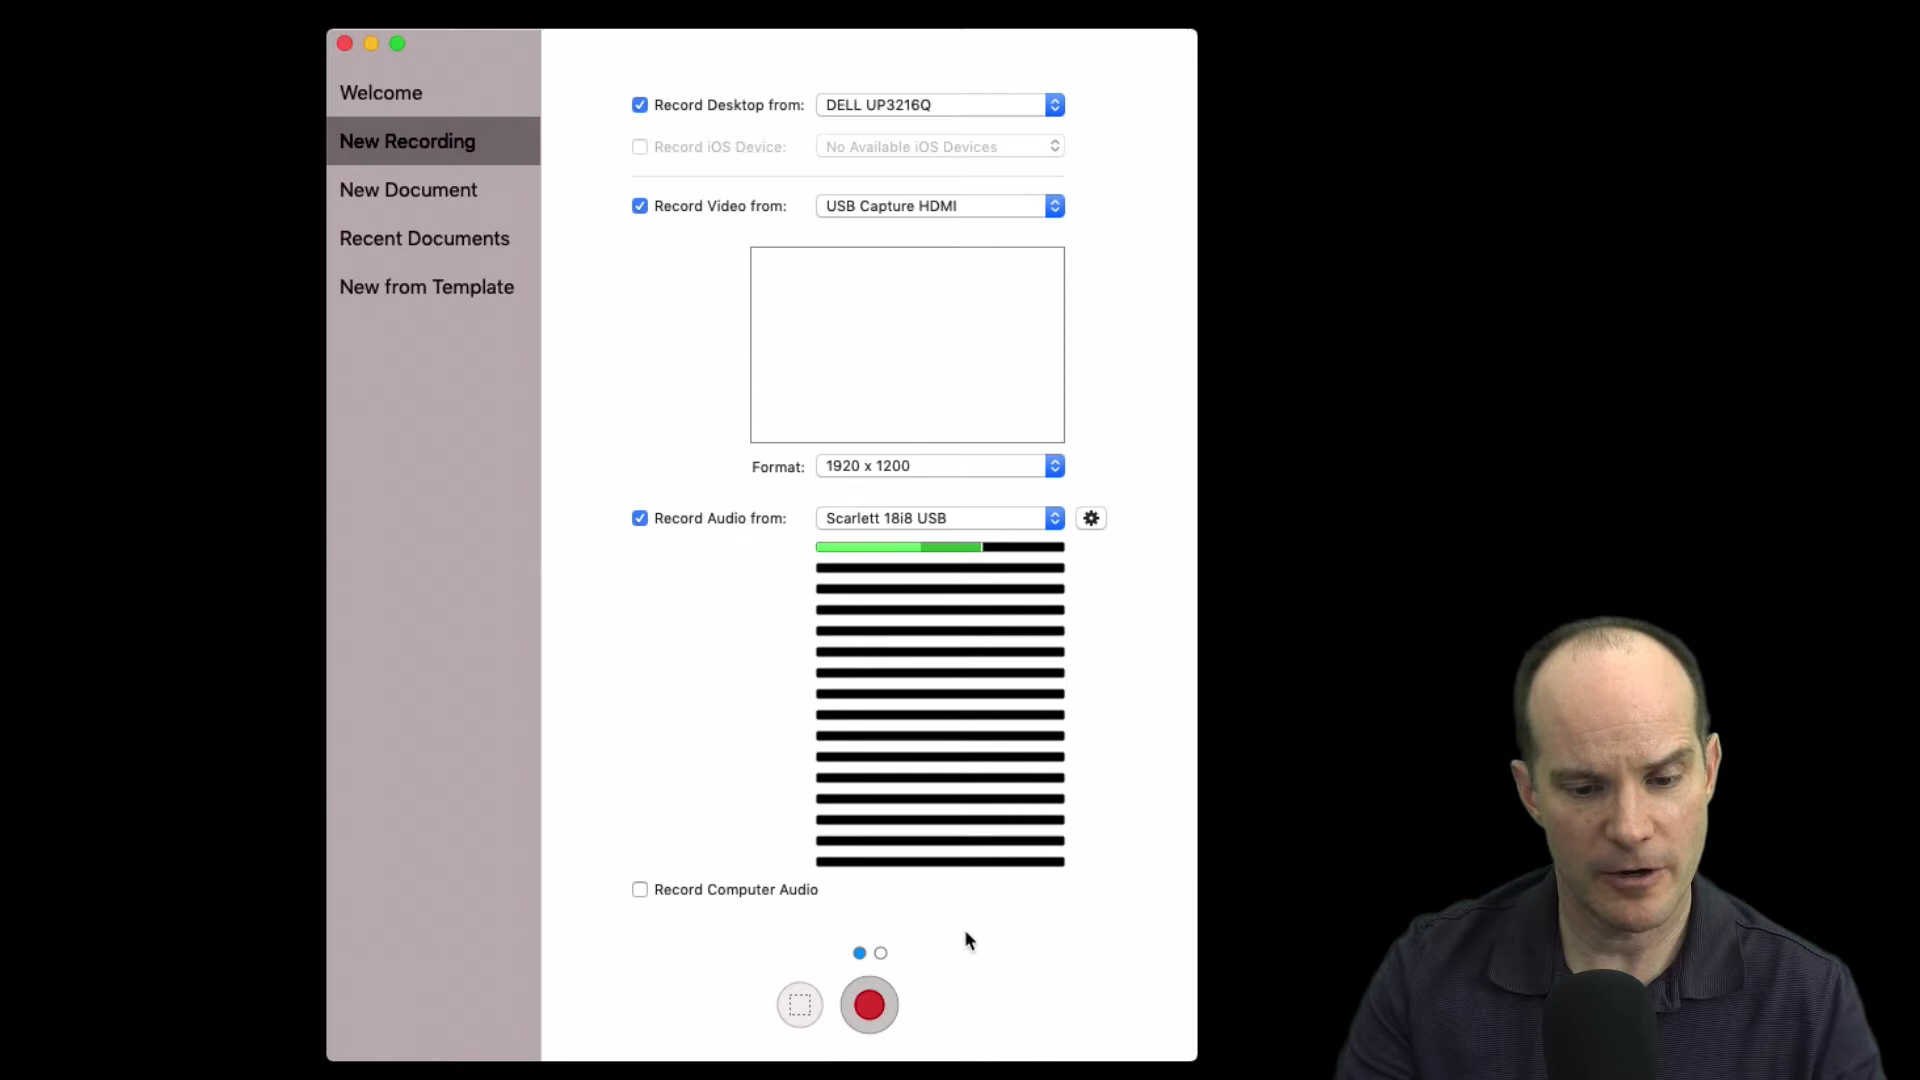 Welcome
New Recording
New Document
Recent Documents
New from Template
Record Desktop from: DELL UP3216Q
Record iOS Device: No Available iOS Devices
Record Video from: USB Capture HDMI
Format: 1920 x 1200
Record Audio from: Scarlett 18i8 USB
Record Computer Audio